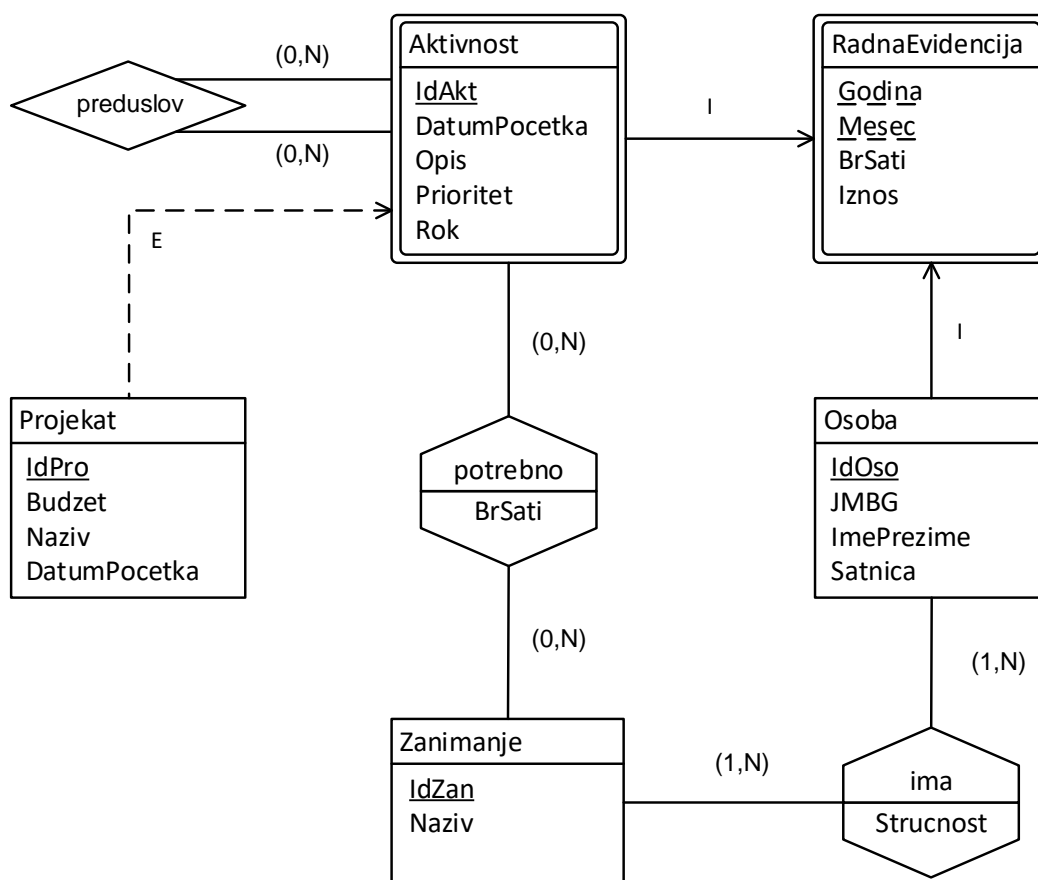 (0,N)
preduslov
(0,N)
Aktivnost
IdAkt
DatumPocetka
Opis
Prioritet
Rok
I
RadnaEvidencija
Godina
Mesec
BrSati
Iznos
E
(0,N)
I
Projekat
IdPro
Budzet
Naziv
DatumPocetka
potrebno
BrSati
Osoba
IdOso
JMBG
ImePrezime
Satnica
(0,N)
(1,N)
Zanimanje
IdZan
Naziv
(1,N)
ima
Strucnost